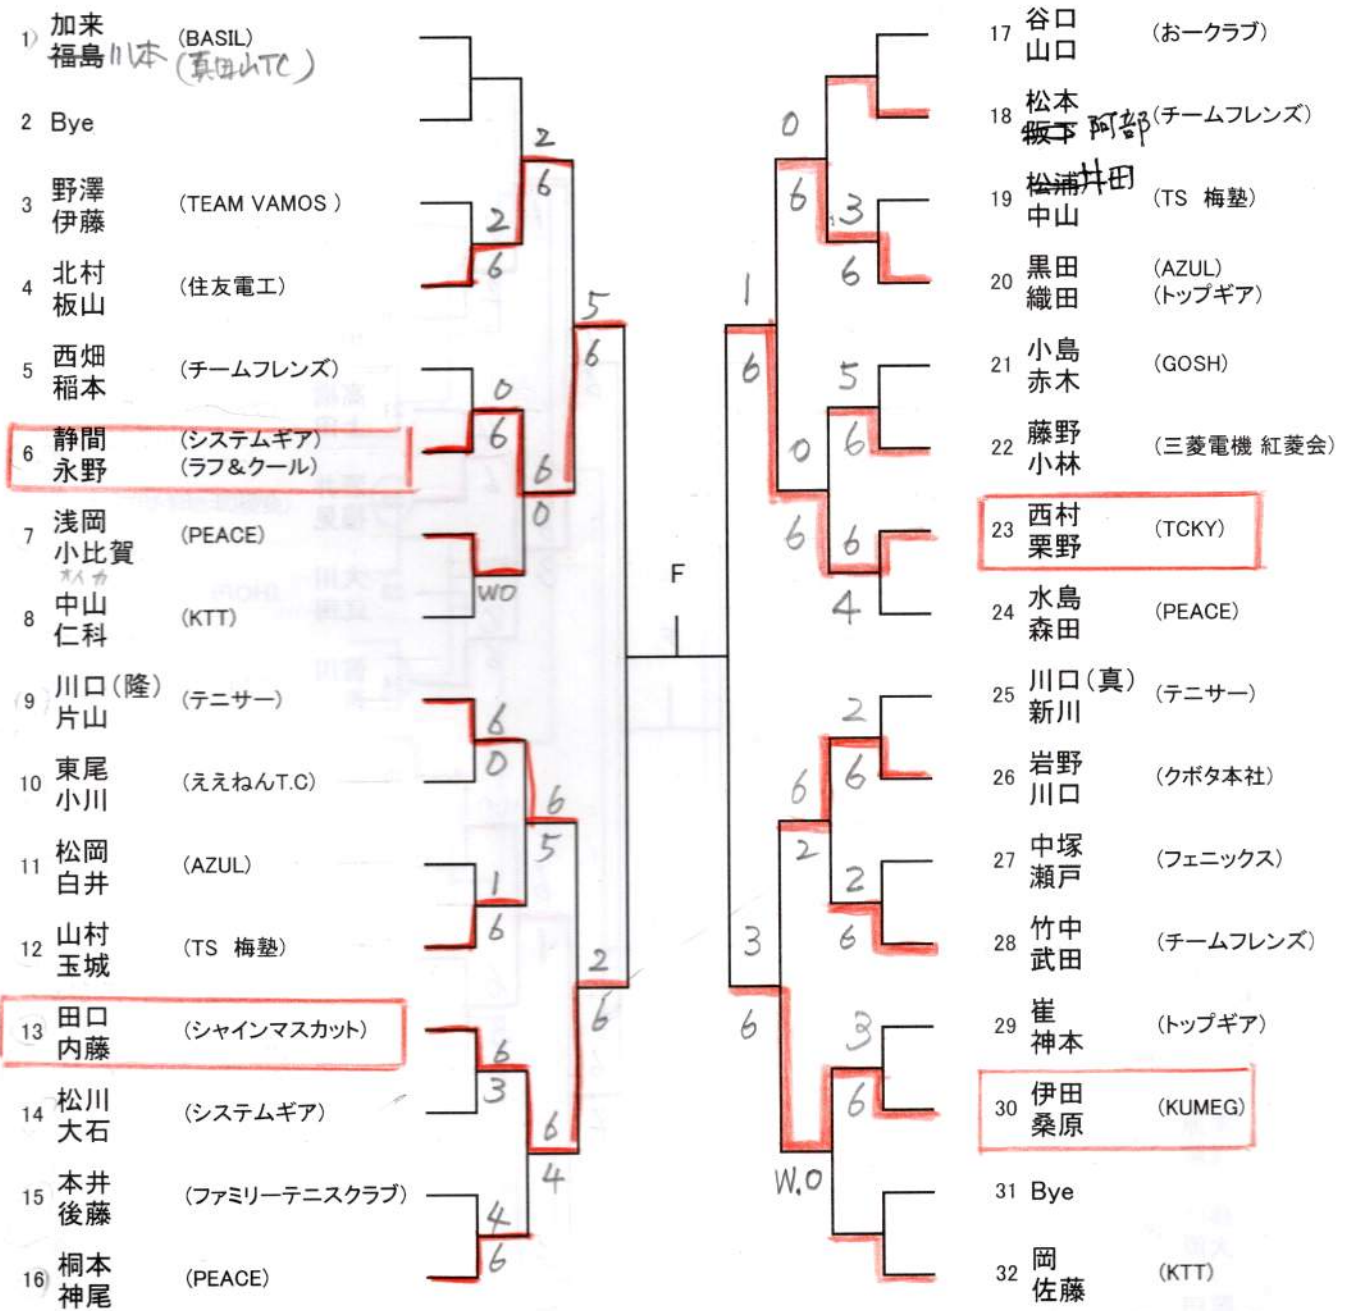 1) 加来 (BASIL)
福島 川本 (真田山TC)
2 Bye
2
6
3 野澤 (TEAM VAMOS )
伊藤
2
6
4 北村 (住友電工)
板山
5
6
5 西畑 (チームフレンズ)
稲本
0
6
6 静間 (システムギア)
永野 (ラフ&クール)
6
0
7 浅岡 (PEACE)
小比賀
WO
8 中山 (KTT)
仁科
9 川口(隆) (テニサー)
片山
6
0
10 東尾 (ええねんT.C)
小川
6
5
11 松岡 (AZUL)
白井
1
6
12 山村 (TS 梅塾)
玉城
2
6
13 田口 (シャインマスカット)
内藤
6
3
14 松川 (システムギア)
大石
6
4
15 本井 (ファミリーテニスクラブ)
後藤
4
6
16) 桐本 (PEACE)
神尾
F
17 谷口 (おークラブ)
山口
18 松本 (チームフレンズ)
阪下 阿部
0
6
19 松浦 井田 (TS 梅塾)
中山
3
6
20 黒田 (AZUL)
織田 (トップギア)
1
6
21 小島 (GOSH)
赤木
5
6
22 藤野 (三菱電機 紅菱会)
小林
0
6
23 西村 (TCKY)
栗野
6
4
24 水島 (PEACE)
森田
25 川口(真) (テニサー)
新川
2
6
26 岩野 (クボタ本社)
川口
6
2
27 中塚 (フェニックス)
瀬戸
2
6
28 竹中 (チームフレンズ)
武田
3
6
29 崔 (トップギア)
神本
3
6
30 伊田 (KUMEG)
桑原
W.O
31 Bye
32 岡 (KTT)
佐藤